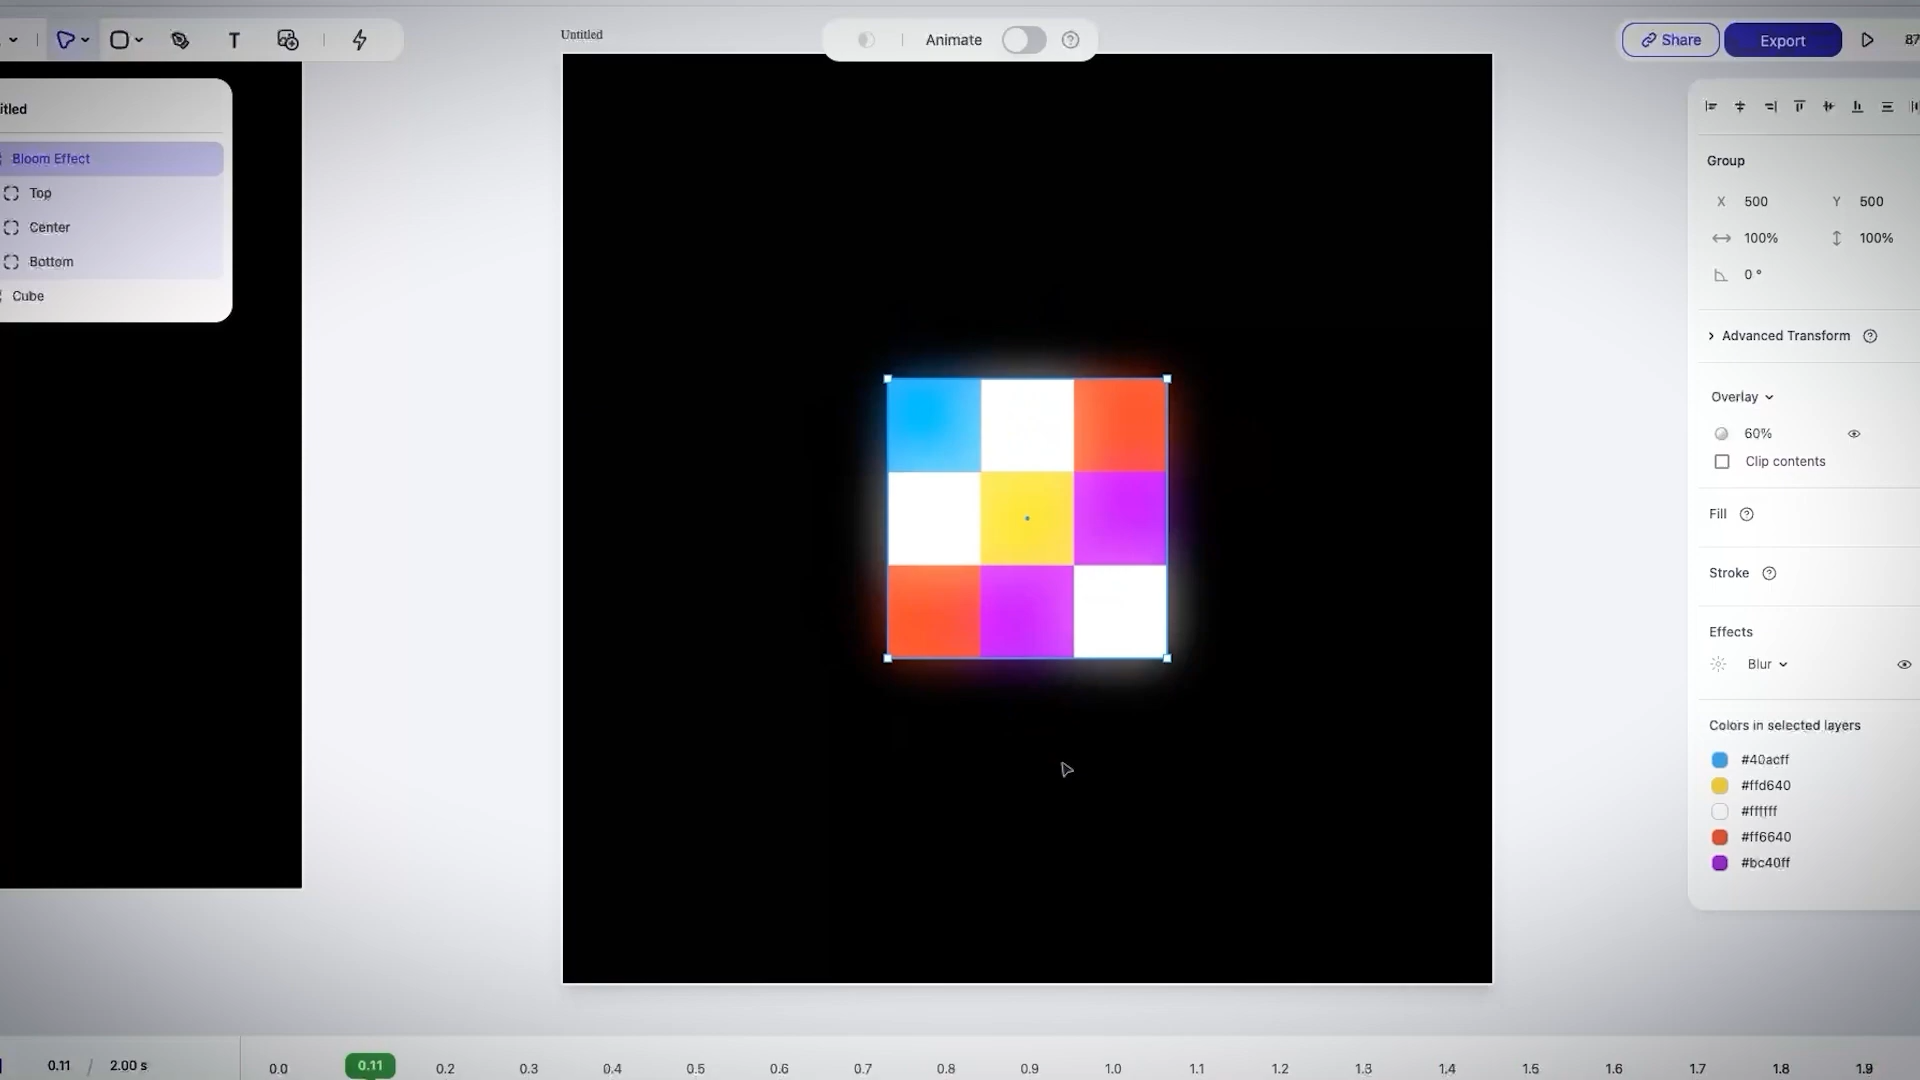 T
Untitled
Animate
?
Share
Export
87
itled
Bloom Effect
Top
Center
Bottom
Cube
Group
X 500 Y 500
100% 100%
0 °
Advanced Transform ?
Overlay
60%
Clip contents
Fill ?
Stroke ?
Effects
Blur
Colors in selected layers
#40acff
#ffd640
#ffffff
#ff6640
#bc40ff
0.11 / 2.00 s 0.0 0.11 0.2 0.3 0.4 0.5 0.6 0.7 0.8 0.9 1.0 1.1 1.2 1.3 1.4 1.5 1.6 1.7 1.8 1.9